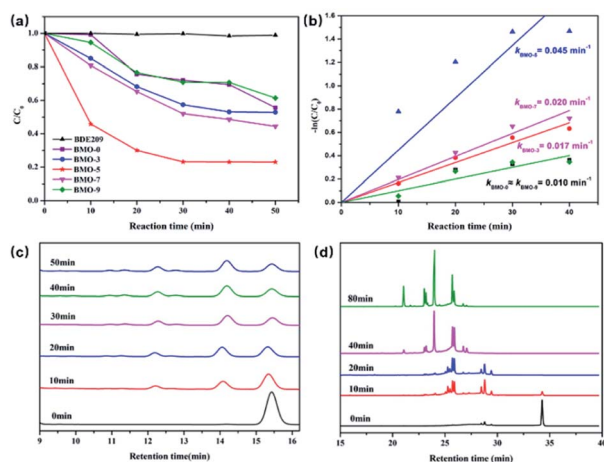 (a)
C/C₀
1.0
0.8
0.6
0.4
0.2
0.0
BDE209
BMO-0
BMO-3
BMO-5
BMO-7
BMO-9
0 10 20 30 40 50
Reaction time (min)
(b)
-ln(C/C₀)
-1.6
1.4
1.2
1.0
0.8
0.6
0.4
0.2
0.0
k BMO-5 = 0.045 min⁻¹
k BMO-7 = 0.020 min⁻¹
k BMO-3 = 0.017 min⁻¹
k BMO-0 ≈ k BMO-9 = 0.010 min⁻¹
0 10 20 30 40
Reaction time (min)
(c)
50min
40min
30min
20min
10min
0min
9 10 11 12 13 14 15 16
Retention time(min)
(d)
80min
40min
20min
10min
0min
15 20 25 30 35 40
Retention time (min)